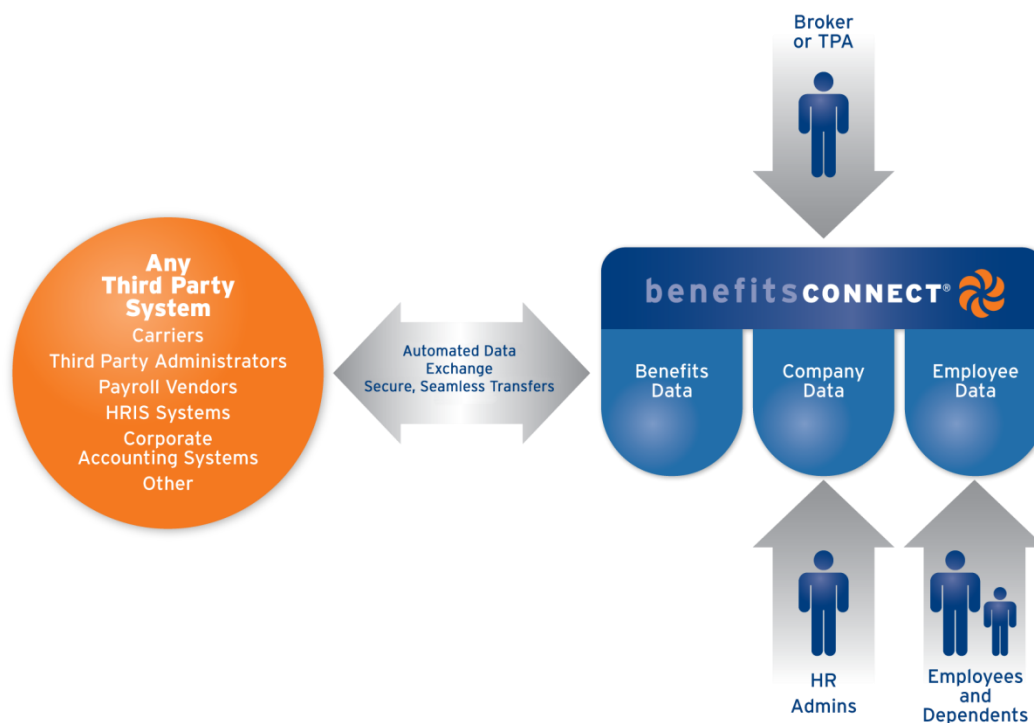 Broker
or TPA
Any
Third Party
System
Carriers
Third Party Administrators
Payroll Vendors
HRIS Systems
Corporate
Accounting Systems
Other
Automated Data
Exchange
Secure, Seamless Transfers
benefitsCONNECT®
Benefits
Data
Company
Data
Employee
Data
HR
Admins
Employees
and
Dependents